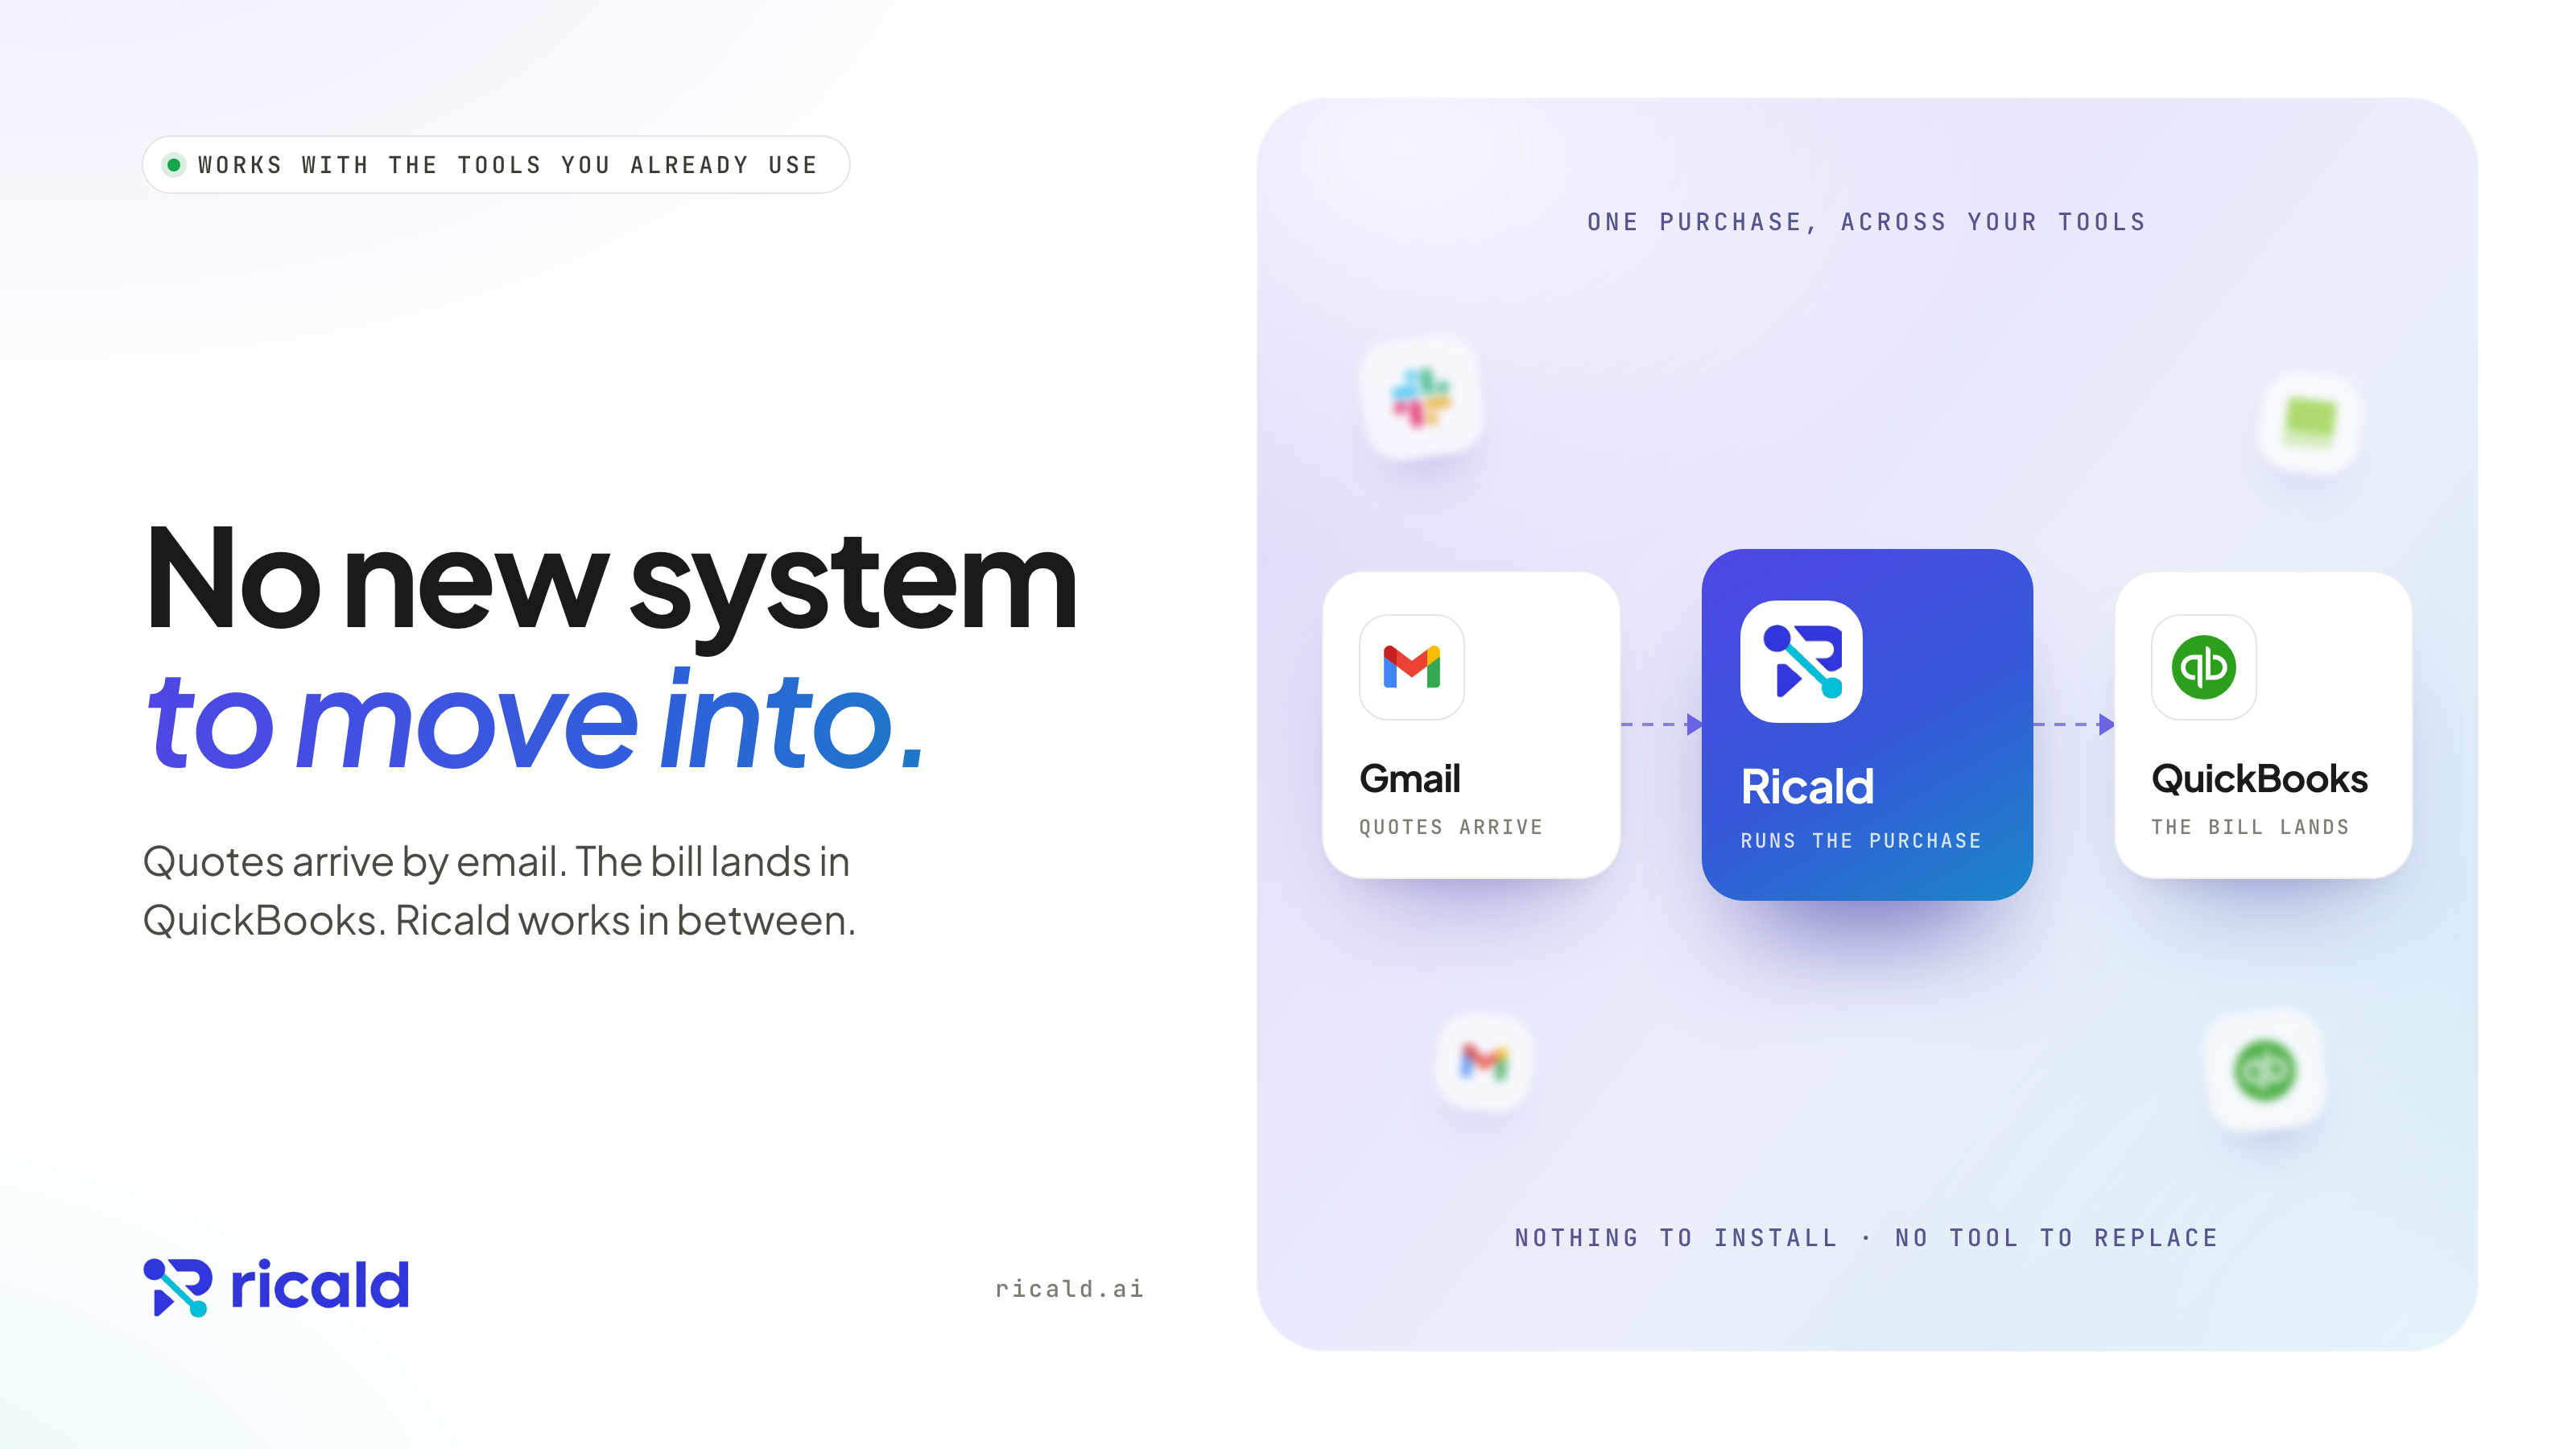 WORKS WITH THE TOOLS YOU ALREADY USE
No new system
to move into.
Quotes arrive by email. The bill lands in
QuickBooks. Ricald works in between.
ricald
ricald.ai
ONE PURCHASE, ACROSS YOUR TOOLS
Gmail
QUOTES ARRIVE
Ricald
RUNS THE PURCHASE
qb
QuickBooks
THE BILL LANDS
qb
NOTHING TO INSTALL · NO TOOL TO REPLACE